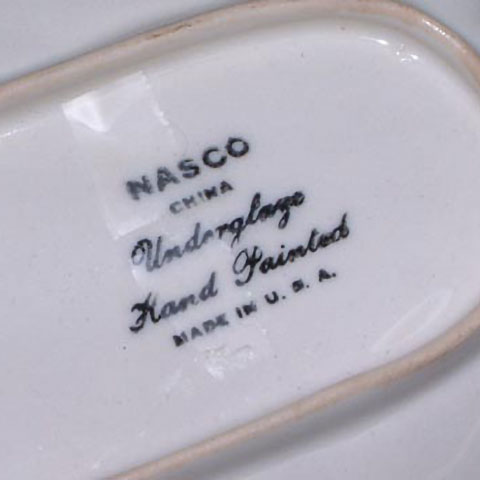 NASCO
CHINA
Underglaze
Hand Painted
MADE IN U. S. A.